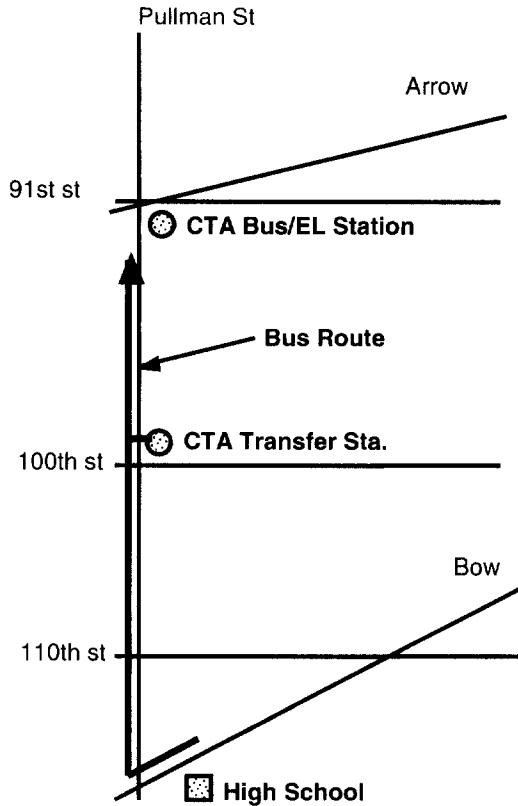 Pullman St
Arrow
91st st
CTA Bus/EL Station
Bus Route
CTA Transfer Sta.
100th st
Bow
110th st
High School